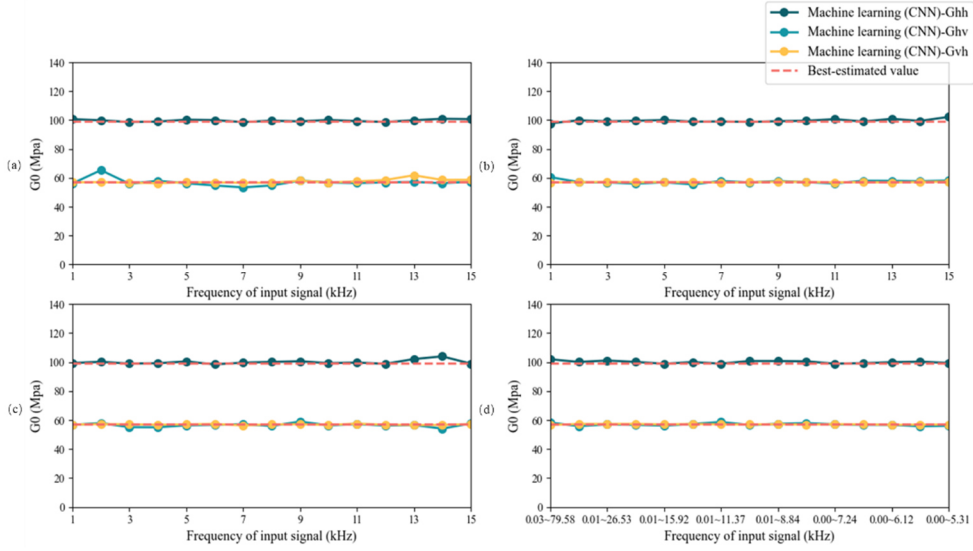 Machine learning (CNN)-Ghh
Machine learning (CNN)-Ghv
Machine learning (CNN)-Gvh
Best-estimated value
(a)
G0 (Mpa)
140
120
100
80
60
40
20
0
1 3 5 7 9 11 13 15
Frequency of input signal (kHz)
(b)
G0 (Mpa)
140
120
100
80
60
40
20
0
1 3 5 7 9 11 13 15
Frequency of input signal (kHz)
(c)
G0 (Mpa)
140
120
100
80
60
40
20
0
1 3 5 7 9 11 13 15
Frequency of input signal (kHz)
(d)
G0 (Mpa)
140
120
100
80
60
40
20
0
0.03~79.58 0.01~26.53 0.01~15.92 0.01~11.37 0.01~8.84 0.00~7.24 0.00~6.12 0.00~5.31
Frequency of input signal (kHz)